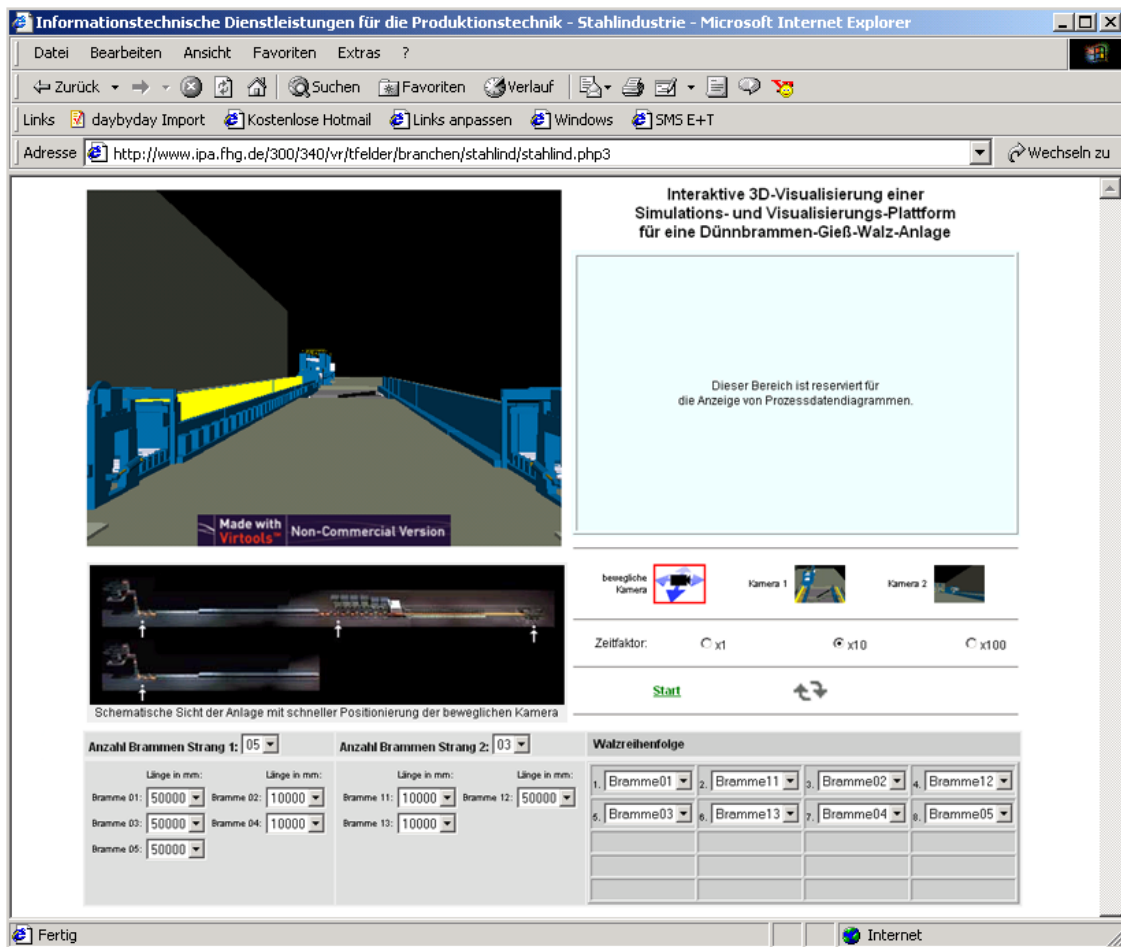 Informationstechnische Dienstleistungen für die Produktionstechnik - Stahlindustrie - Microsoft Internet Explorer
Datei Bearbeiten Ansicht Favoriten Extras ?
Zurück Suchen Favoriten Verlauf
Links daybyday Import Kostenlose Hotmail Links anpassen Windows SMS E+T
Adresse http://www.ipa.fhg.de/300/340/vr/tfelder/branchen/stahlind/stahlind.php3 Wechseln zu
Interaktive 3D-Visualisierung einer
Simulations- und Visualisierungs-Plattform
für eine Dünnbrammen-Gieß-Walz-Anlage
Dieser Bereich ist reserviert für
die Anzeige von Prozessdatendiagrammen.
Made with
Virtools™
Non-Commercial Version
bewegliche
Kamera
Kamera 1
Kamera 2
Zeitfaktor: x1 x10 x100
Start
Schematische Sicht der Anlage mit schneller Positionierung der beweglichen Kamera
Anzahl Brammen Strang 1: 05
Länge in mm: Länge in mm:
Bramme 01: 50000 Bramme 02: 10000
Bramme 03: 50000 Bramme 04: 10000
Bramme 05: 50000
Anzahl Brammen Strang 2: 03
Länge in mm: Länge in mm:
Bramme 11: 10000 Bramme 12: 50000
Bramme 13: 10000
Walzreihenfolge
1. Bramme01 2. Bramme11 3. Bramme02 4. Bramme12
5. Bramme03 6. Bramme13 7. Bramme04 8. Bramme05
Fertig
Internet